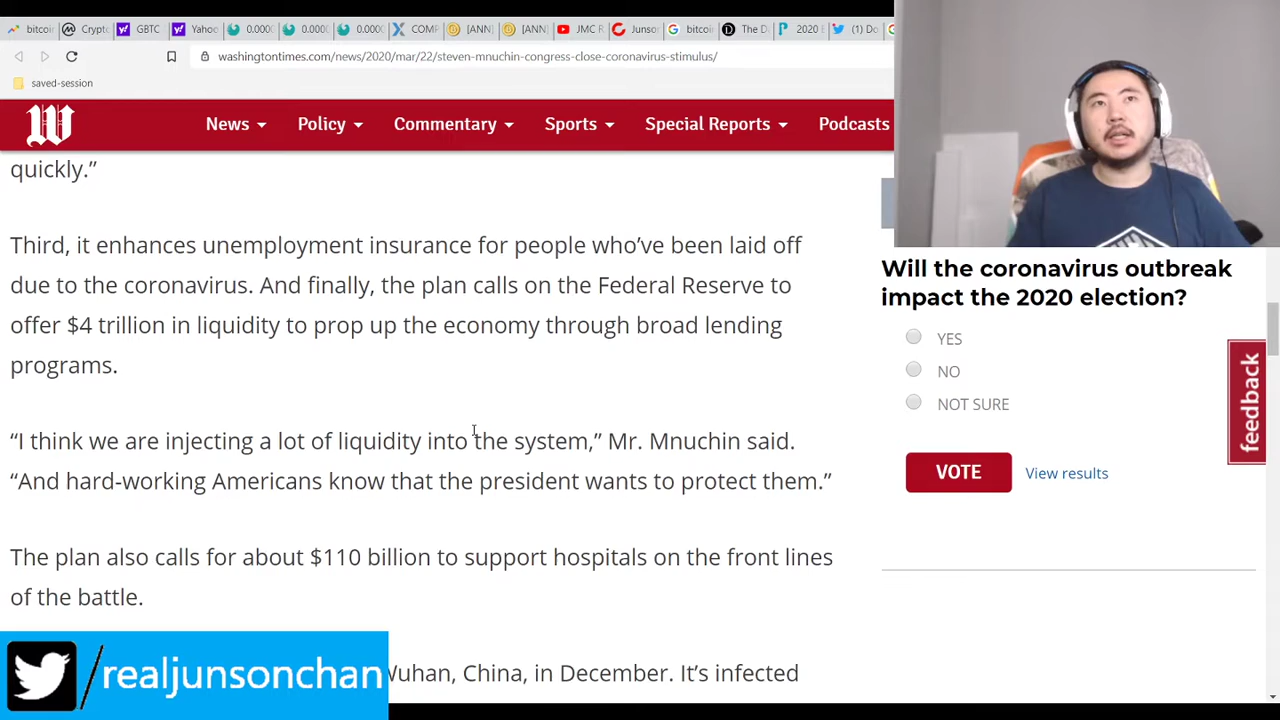 bitcoin
Crypto
GBTC
Yahoo
0.0000
0.0000
0.0000
COMP
[ANN]
[ANN]
JMC R
Junso
bitcoi
The D
2020 E
(1) Do
washingtontimes.com/news/2020/mar/22/steven-mnuchin-congress-close-coronavirus-stimulus/
saved-session
W News Policy Commentary Sports Special Reports Podcasts
quickly.”
Third, it enhances unemployment insurance for people who’ve been laid off
due to the coronavirus. And finally, the plan calls on the Federal Reserve to
offer $4 trillion in liquidity to prop up the economy through broad lending
programs.
“I think we are injecting a lot of liquidity into the system,” Mr. Mnuchin said.
“And hard-working Americans know that the president wants to protect them.”
The plan also calls for about $110 billion to support hospitals on the front lines
of the battle.
Wuhan, China, in December. It’s infected
Will the coronavirus outbreak
impact the 2020 election?
YES
NO
NOT SURE
VOTE View results
feedback
/realjunsonchan